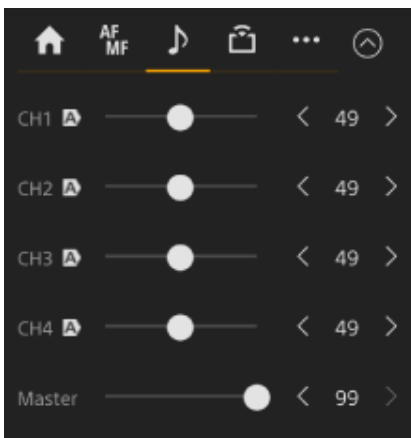 AF
MF
CH1 A 49
CH2 A 49
CH3 A 49
CH4 A 49
Master 99